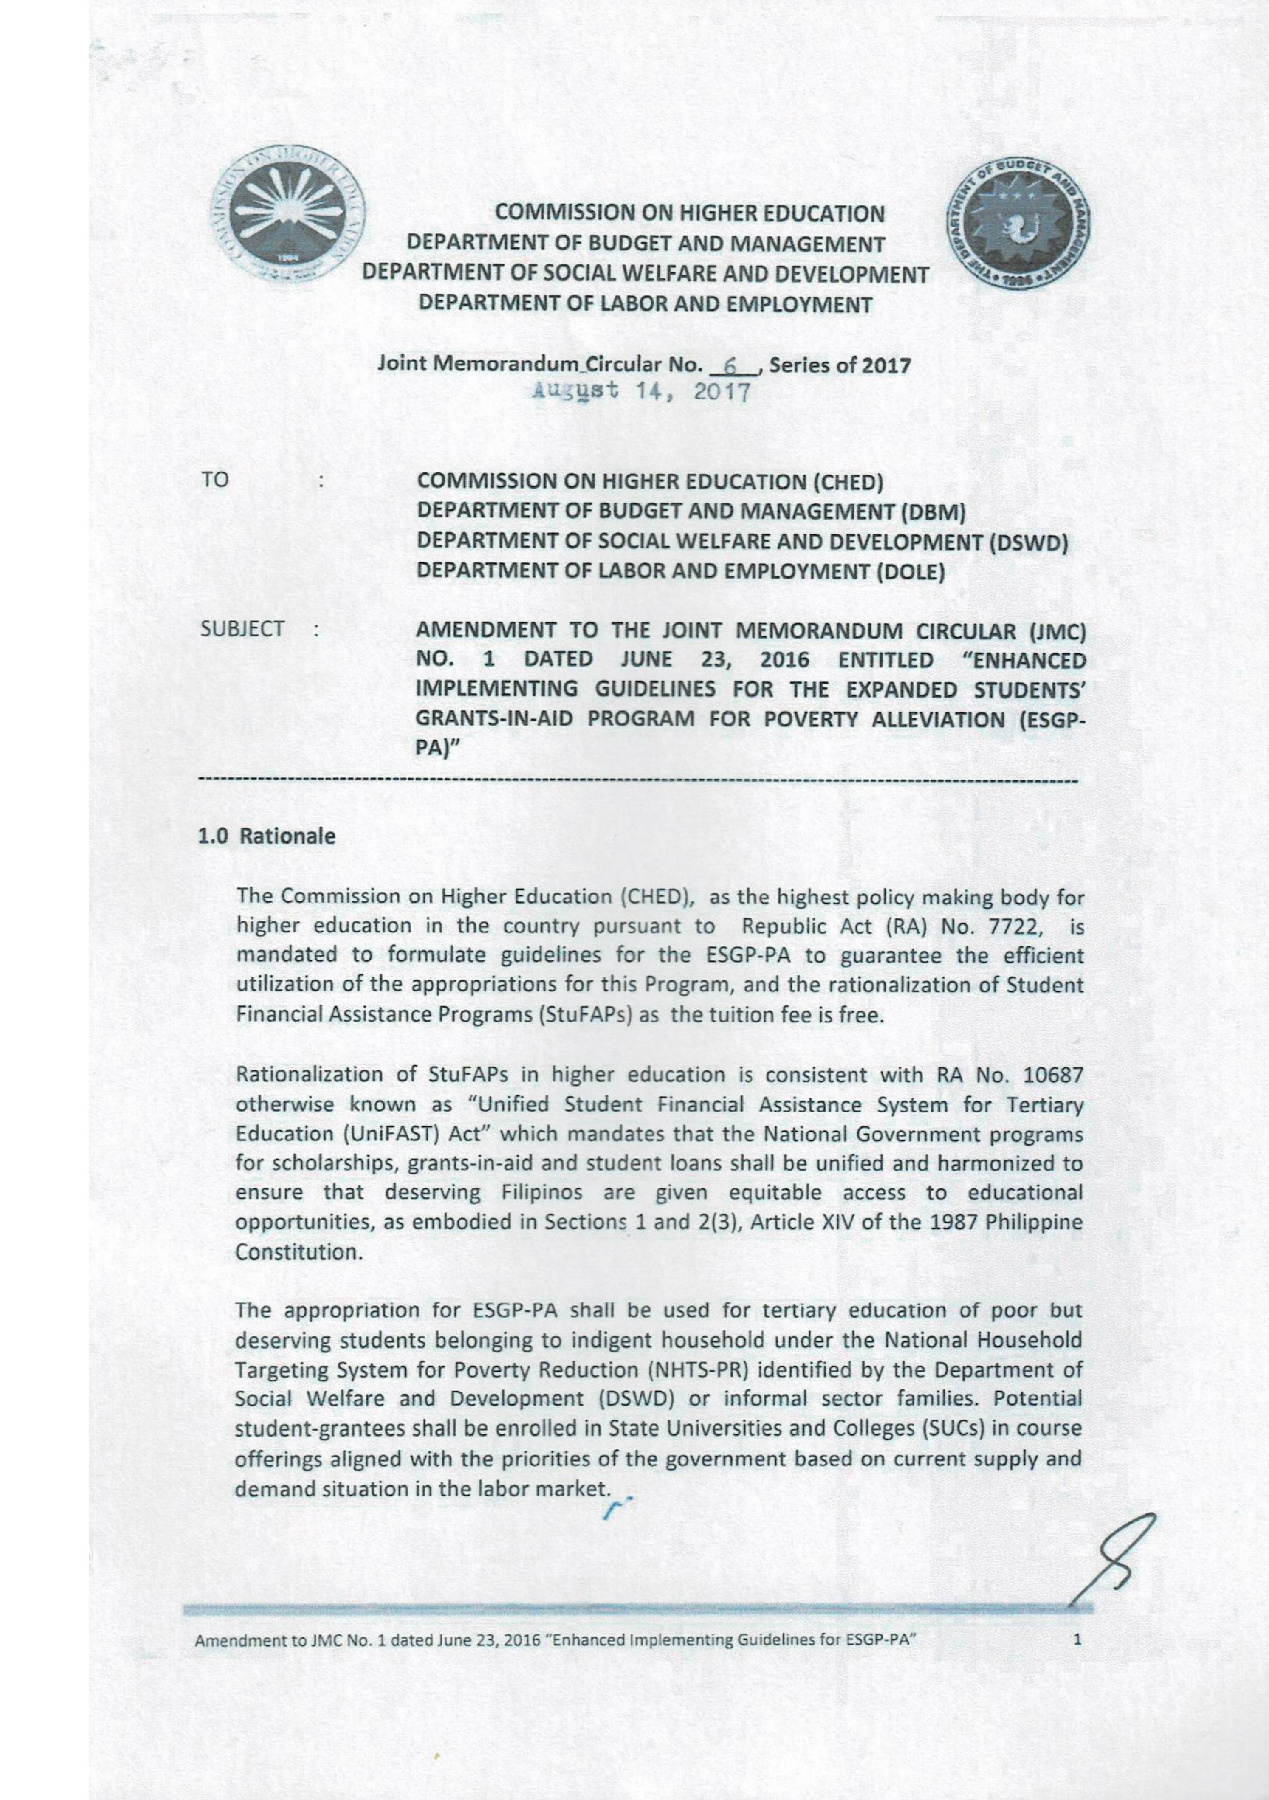 COMMISSION ON HIGHER EDUCATION
1994
THE DEPARTMENT OF BUDGET AND MANAGEMENT
1936
COMMISSION ON HIGHER EDUCATION
DEPARTMENT OF BUDGET AND MANAGEMENT
DEPARTMENT OF SOCIAL WELFARE AND DEVELOPMENT
DEPARTMENT OF LABOR AND EMPLOYMENT
Joint Memorandum Circular No. 6, Series of 2017
August 14, 2017
TO : COMMISSION ON HIGHER EDUCATION (CHED)
DEPARTMENT OF BUDGET AND MANAGEMENT (DBM)
DEPARTMENT OF SOCIAL WELFARE AND DEVELOPMENT (DSWD)
DEPARTMENT OF LABOR AND EMPLOYMENT (DOLE)
SUBJECT : AMENDMENT TO THE JOINT MEMORANDUM CIRCULAR (JMC)
NO. 1 DATED JUNE 23, 2016 ENTITLED "ENHANCED
IMPLEMENTING GUIDELINES FOR THE EXPANDED STUDENTS'
GRANTS-IN-AID PROGRAM FOR POVERTY ALLEVIATION (ESGP-
PA)"
1.0 Rationale
The Commission on Higher Education (CHED), as the highest policy making body for
higher education in the country pursuant to Republic Act (RA) No. 7722, is
mandated to formulate guidelines for the ESGP-PA to guarantee the efficient
utilization of the appropriations for this Program, and the rationalization of Student
Financial Assistance Programs (StuFAPs) as the tuition fee is free.
Rationalization of StuFAPs in higher education is consistent with RA No. 10687
otherwise known as "Unified Student Financial Assistance System for Tertiary
Education (UniFAST) Act" which mandates that the National Government programs
for scholarships, grants-in-aid and student loans shall be unified and harmonized to
ensure that deserving Filipinos are given equitable access to educational
opportunities, as embodied in Sections 1 and 2(3), Article XIV of the 1987 Philippine
Constitution.
The appropriation for ESGP-PA shall be used for tertiary education of poor but
deserving students belonging to indigent household under the National Household
Targeting System for Poverty Reduction (NHTS-PR) identified by the Department of
Social Welfare and Development (DSWD) or informal sector families. Potential
student-grantees shall be enrolled in State Universities and Colleges (SUCs) in course
offerings aligned with the priorities of the government based on current supply and
demand situation in the labor market.
Amendment to JMC No. 1 dated June 23, 2016 "Enhanced Implementing Guidelines for ESGP-PA" 1